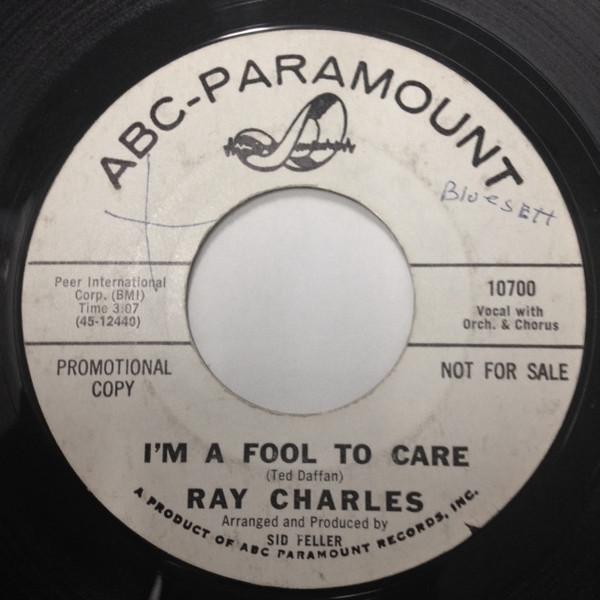 ABC-PARAMOUNT
BluesEtt
Peer International
Corp. (BMI)
Time 3:07
(45-12440)
10700
Vocal with
Orch. & Chorus
PROMOTIONAL
COPY
NOT FOR SALE
I'M A FOOL TO CARE
(Ted Daffan)
RAY CHARLES
Arranged and Produced by
SID FELLER
A PRODUCT OF ABC PARAMOUNT RECORDS, INC.